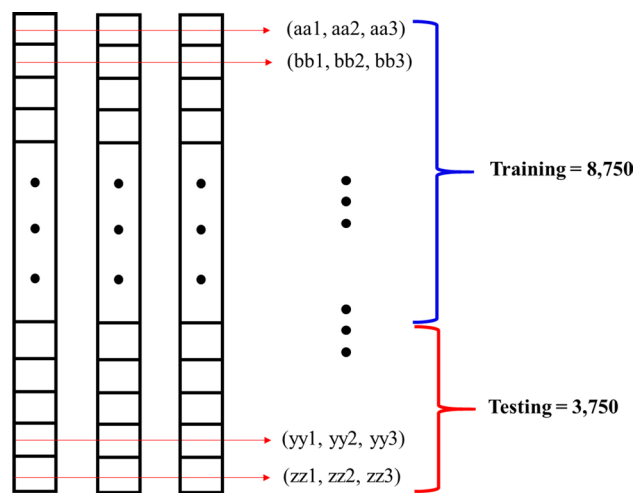 (aa1, aa2, aa3)
(bb1, bb2, bb3)
Training = 8,750
Testing = 3,750
(yy1, yy2, yy3)
(zz1, zz2, zz3)